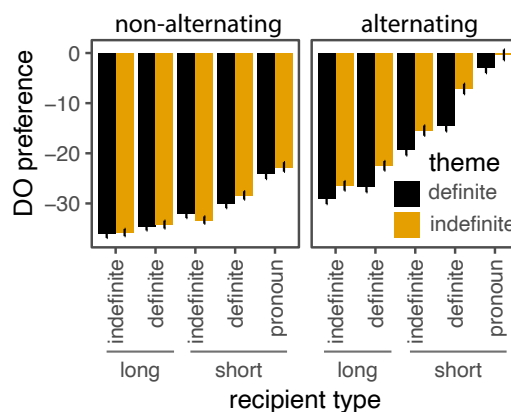 non-alternating alternating
DO preference
0
−10
−20
−30
theme
definite
indefinite
indefinite definite indefinite definite pronoun indefinite definite indefinite definite pronoun
long short long short
recipient type